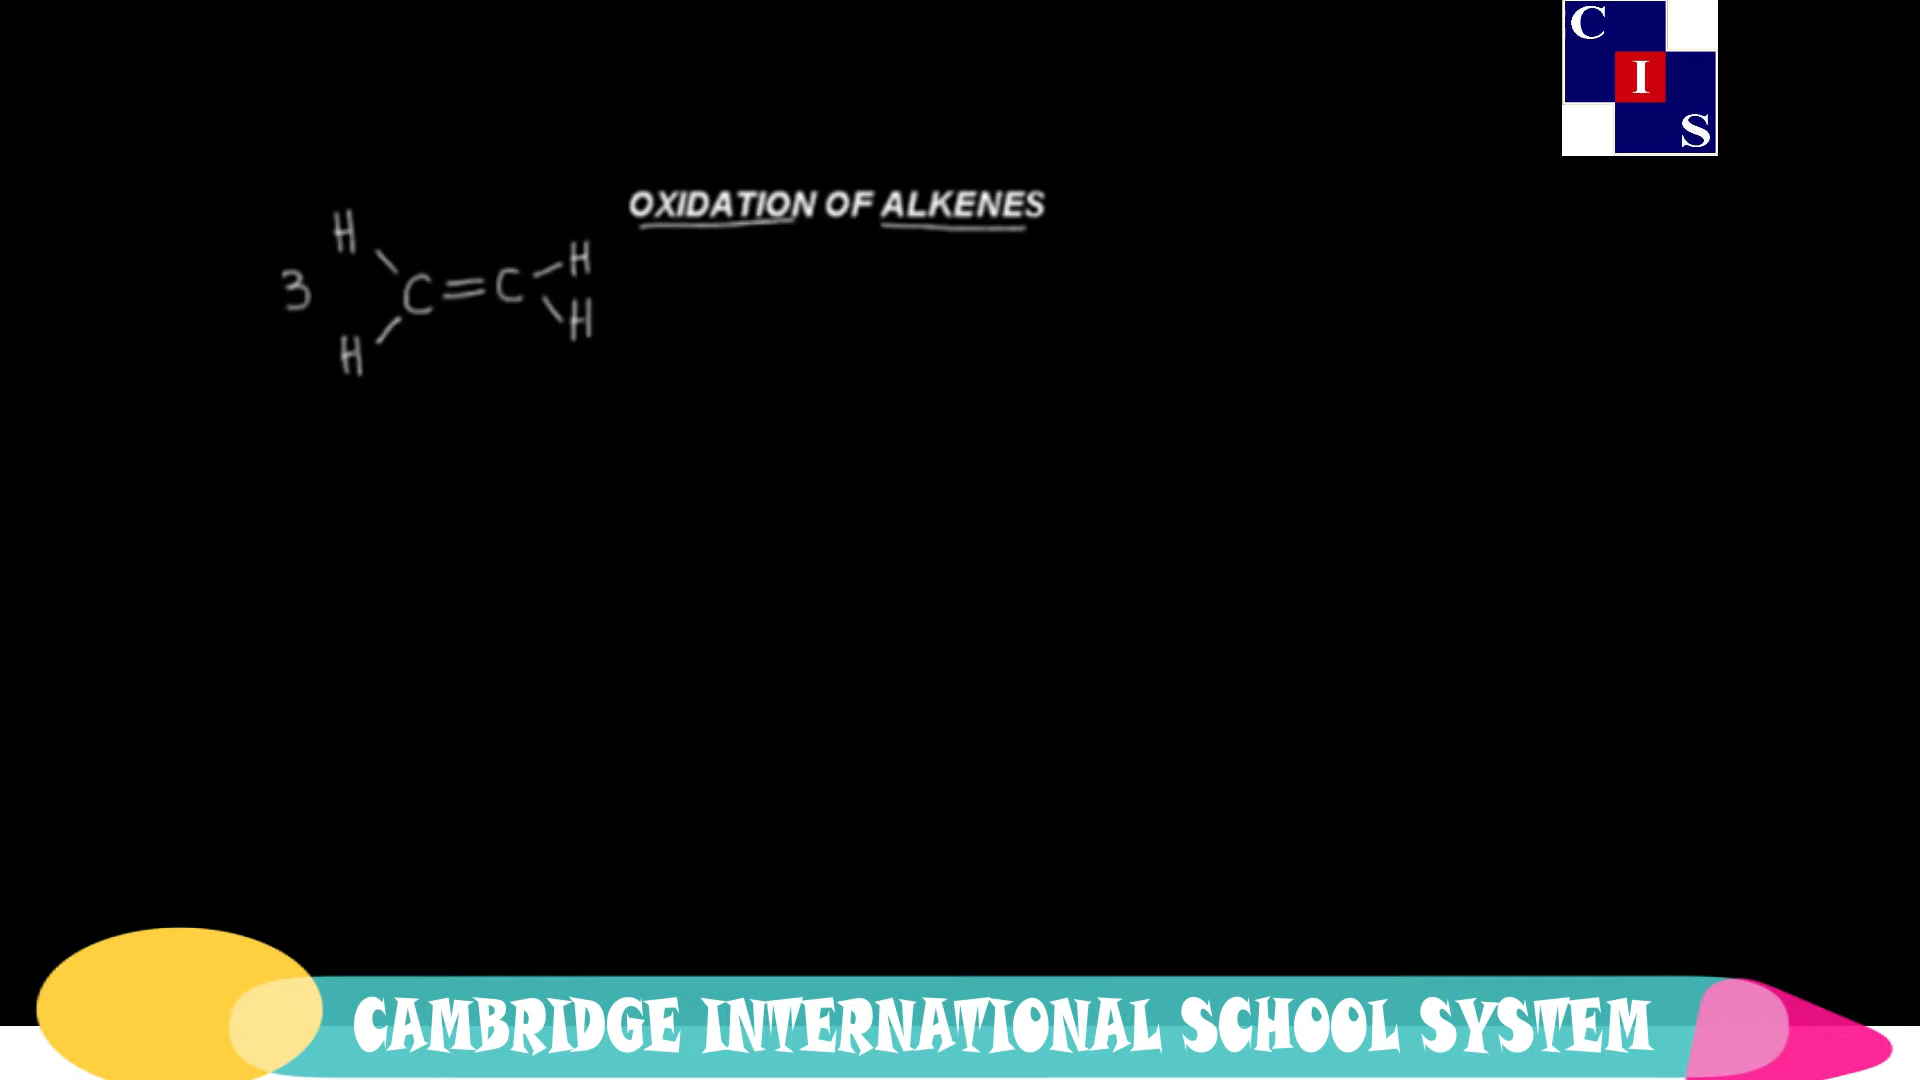 C
I
S
OXIDATION OF ALKENES
H
H
3 C=C
H
H
CAMBRIDGE INTERNATIONAL SCHOOL SYSTEM